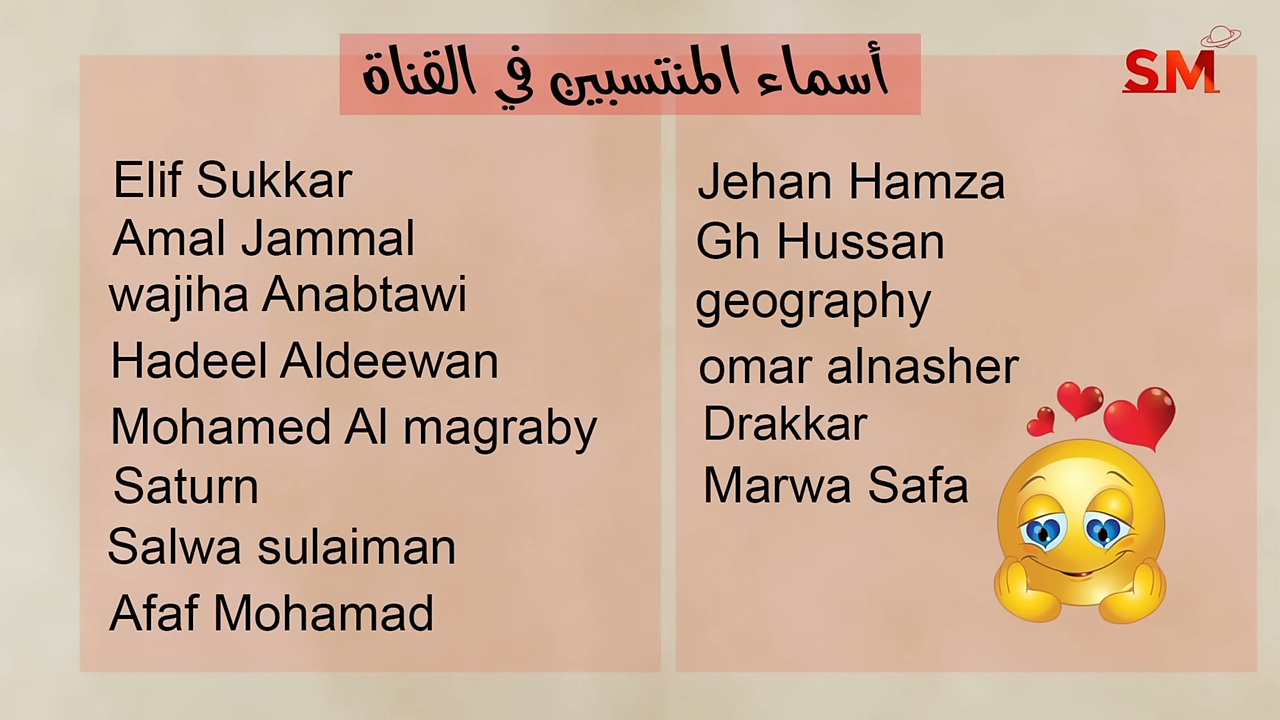 أسماء المنتسبين في القناة
SM
Elif Sukkar
Amal Jammal
wajiha Anabtawi
Hadeel Aldeewan
Mohamed Al magraby
Saturn
Salwa sulaiman
Afaf Mohamad
Jehan Hamza
Gh Hussan
geography
omar alnasher
Drakkar
Marwa Safa